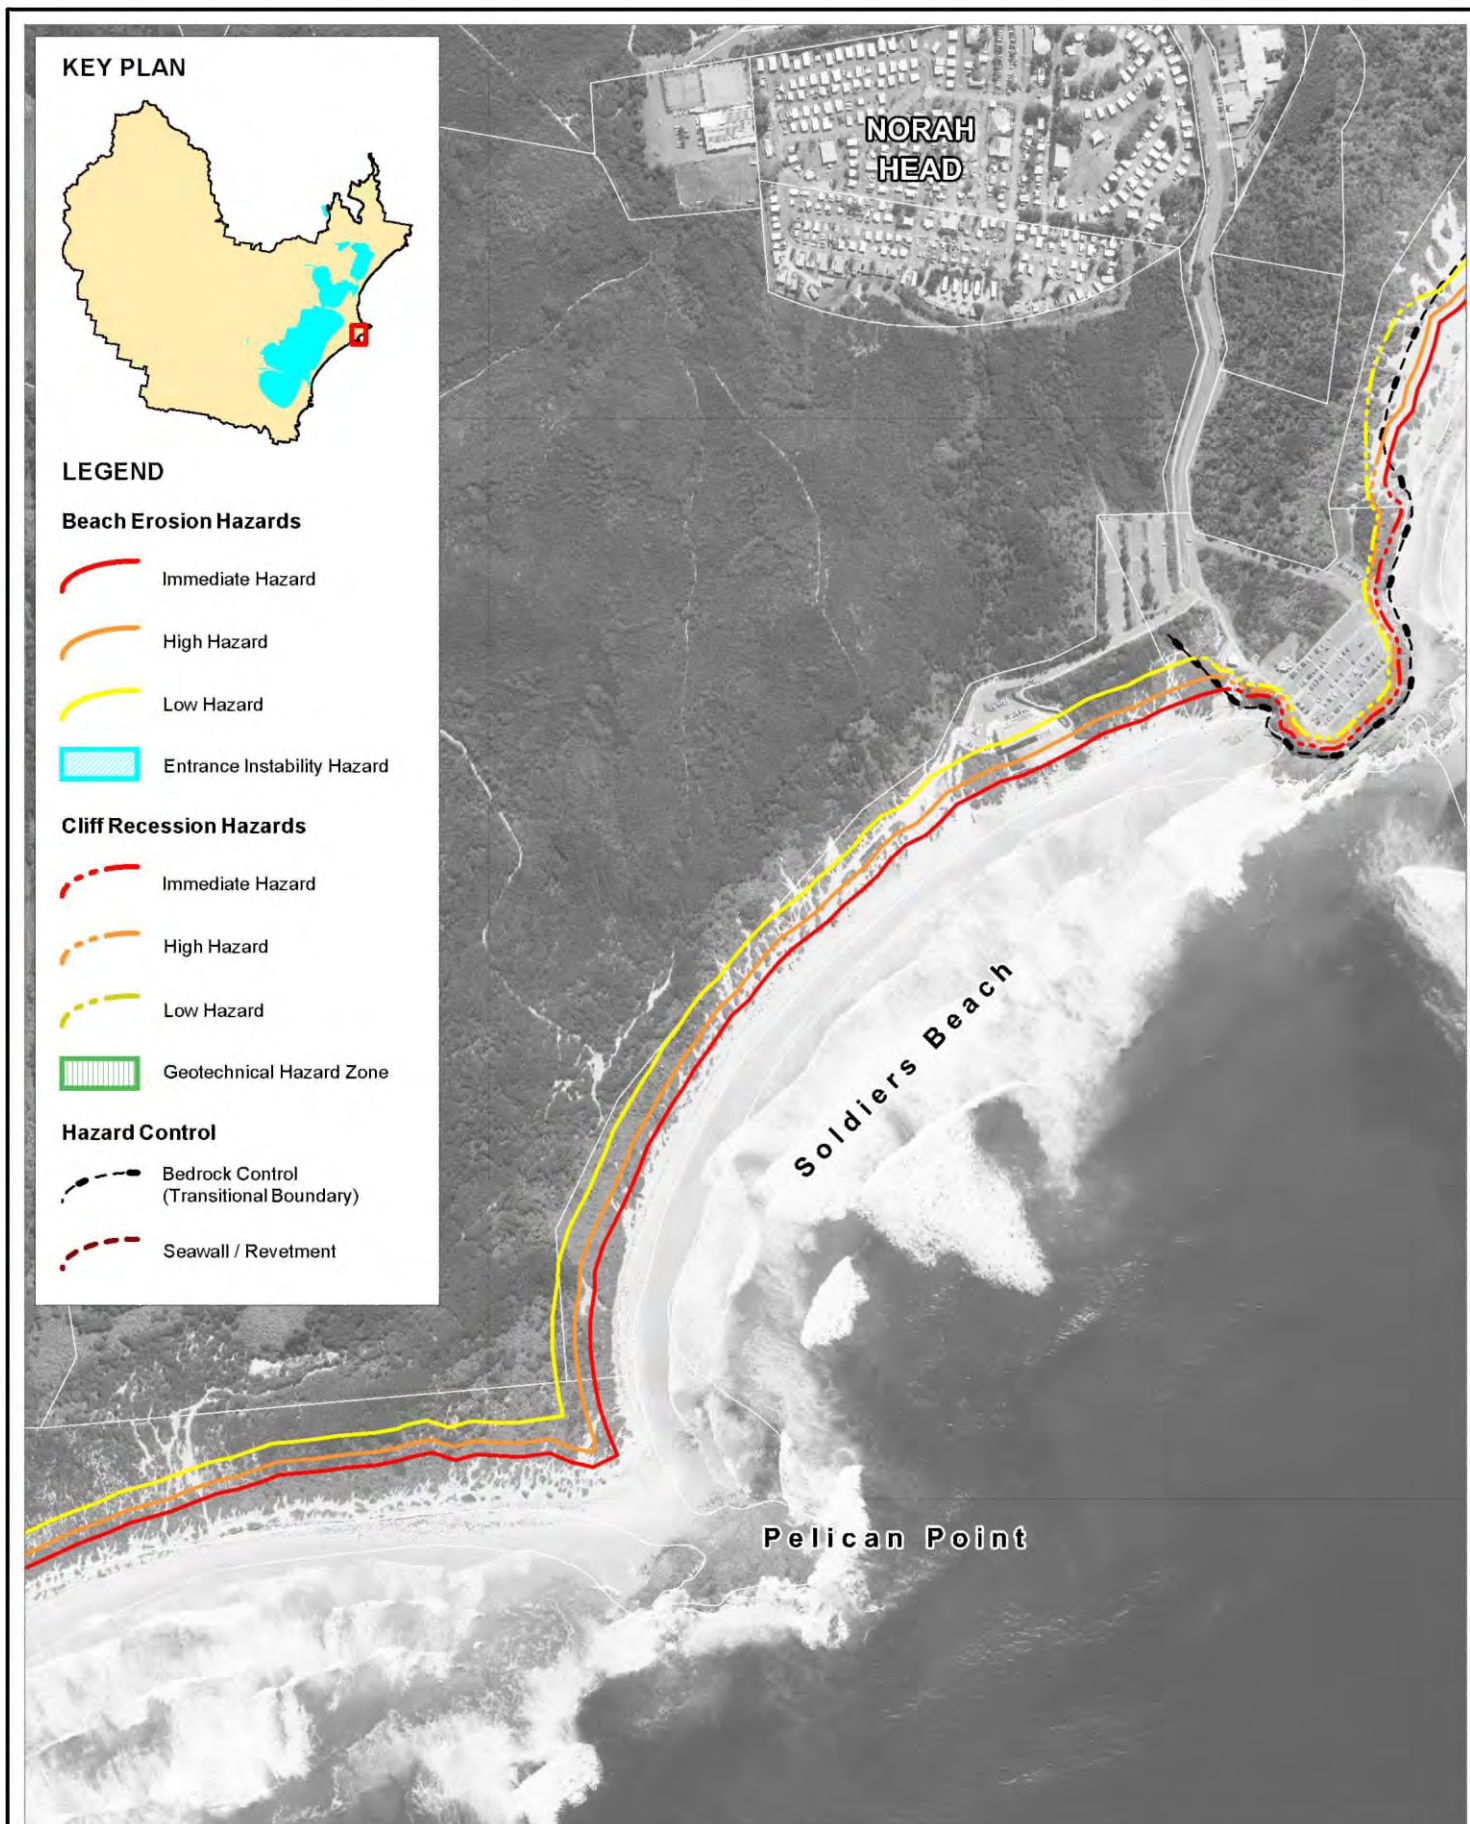 KEY PLAN
LEGEND
Beach Erosion Hazards
Immediate Hazard
High Hazard
Low Hazard
Entrance Instability Hazard
Cliff Recession Hazards
Immediate Hazard
High Hazard
Low Hazard
Geotechnical Hazard Zone
Hazard Control
Bedrock Control
(Transitional Boundary)
Seawall / Revetment
NORAH
HEAD
Soldiers Beach
Pelican Point